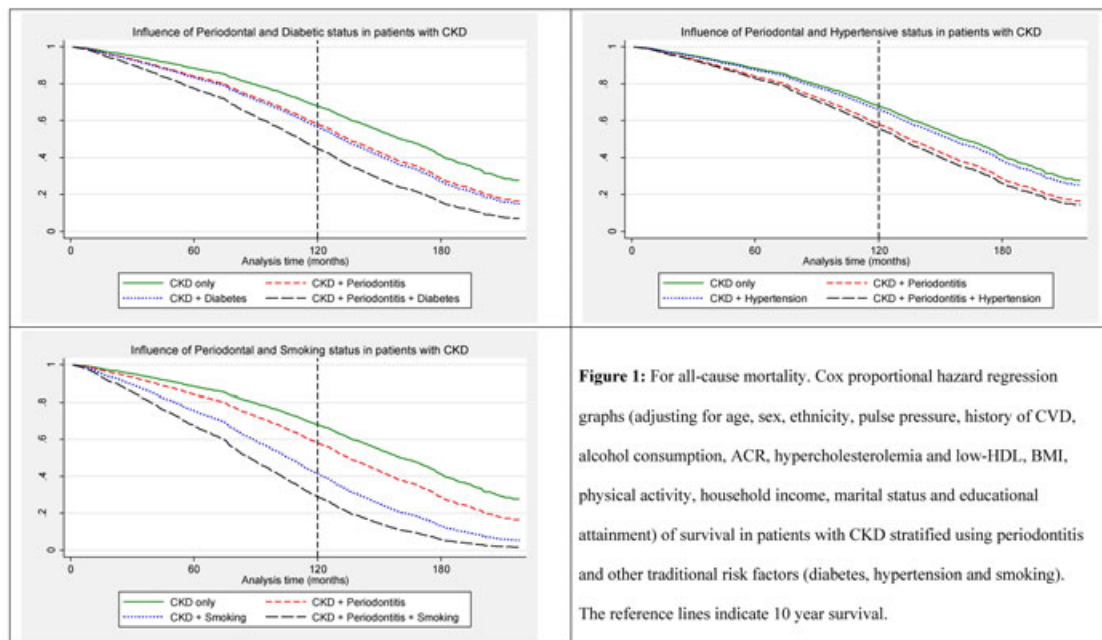 Influence of Periodontal and Diabetic status in patients with CKD
1
.8
.6
.4
.2
0
0
60
120
180
Analysis time (months)
CKD only
CKD + Periodontitis
CKD + Diabetes
CKD + Periodontitis + Diabetes
Influence of Periodontal and Hypertensive status in patients with CKD
1
.8
.6
.4
.2
0
0
60
120
180
Analysis time (months)
CKD only
CKD + Periodontitis
CKD + Hypertension
CKD + Periodontitis + Hypertension
Influence of Periodontal and Smoking status in patients with CKD
1
.8
.6
.4
.2
0
0
60
120
180
Analysis time (months)
CKD only
CKD + Periodontitis
CKD + Smoking
CKD + Periodontitis + Smoking
Figure 1: For all-cause mortality. Cox proportional hazard regression
graphs (adjusting for age, sex, ethnicity, pulse pressure, history of CVD,
alcohol consumption, ACR, hypercholesterolemia and low-HDL, BMI,
physical activity, household income, marital status and educational
attainment) of survival in patients with CKD stratified using periodontitis
and other traditional risk factors (diabetes, hypertension and smoking).
The reference lines indicate 10 year survival.